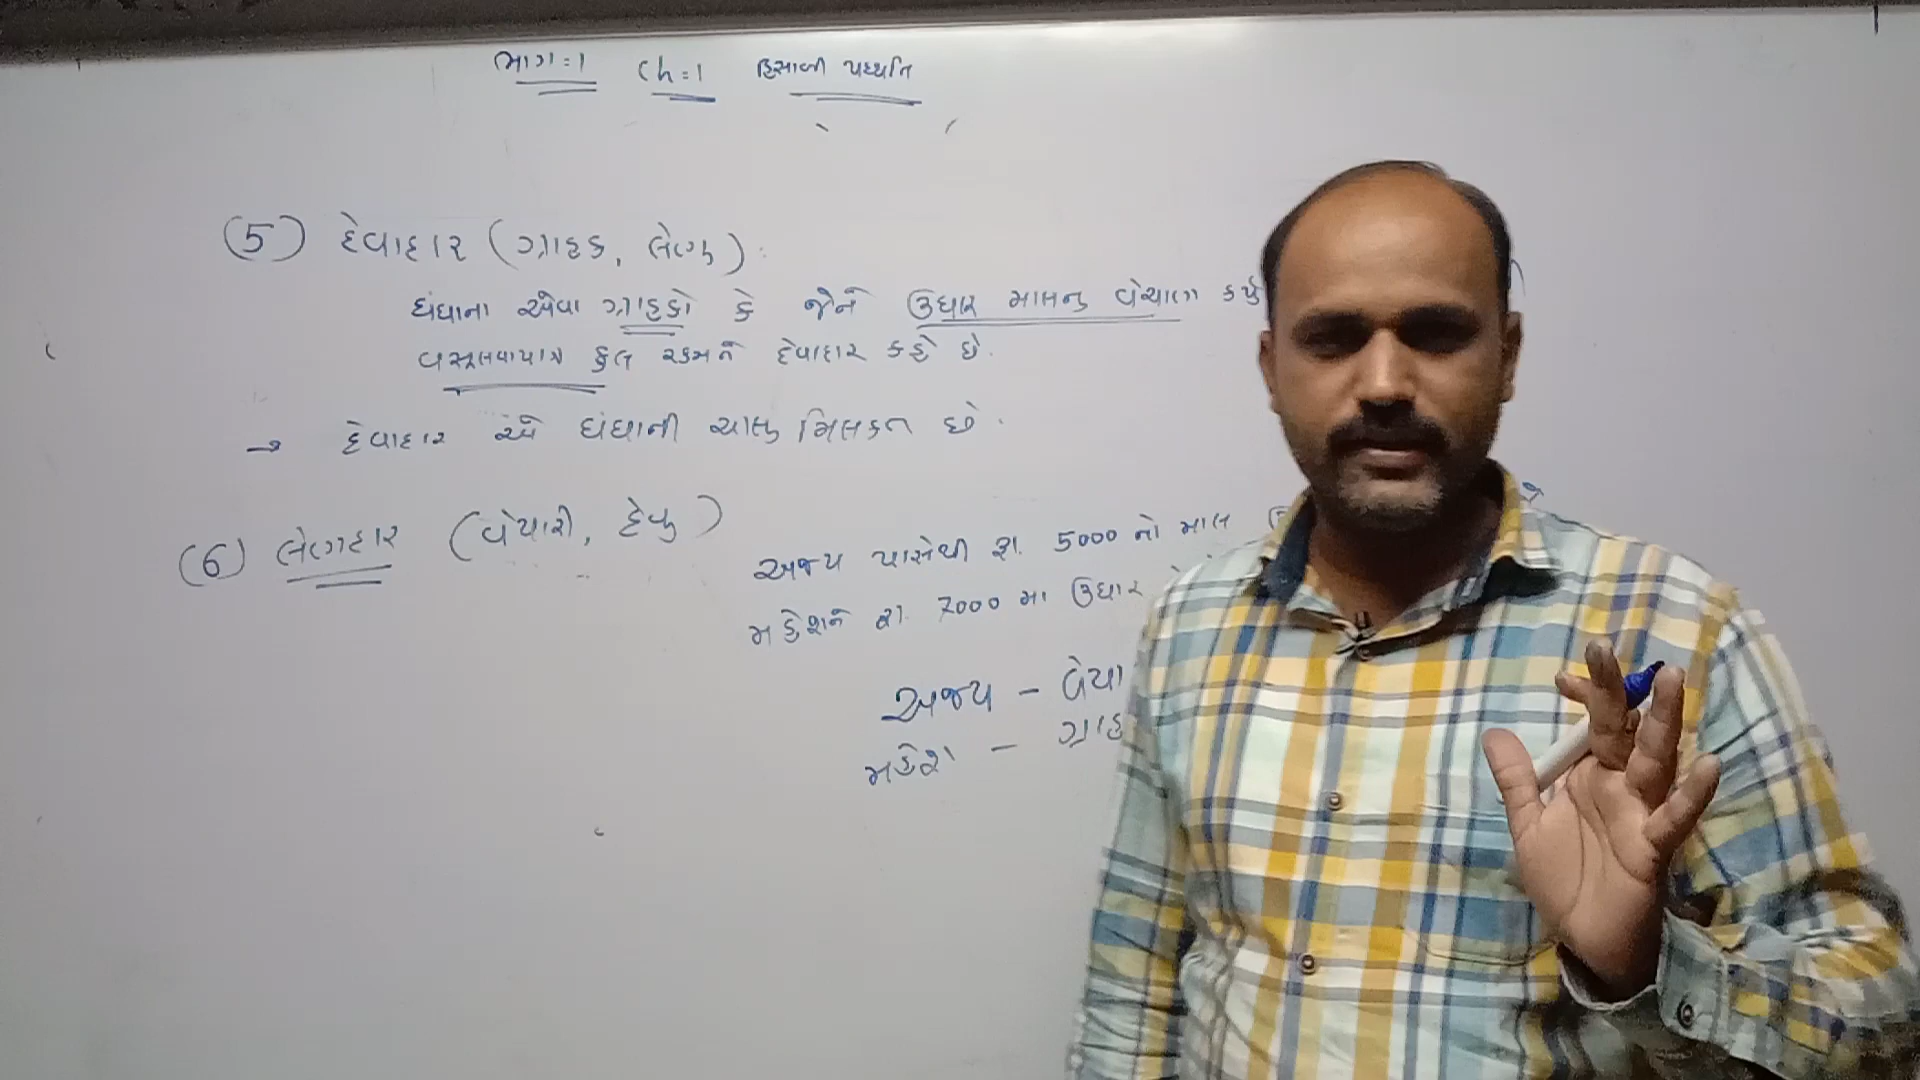 ભાગ:1 Ch=1 હિસાબી પધ્ધતિ
(5) દેવાદાર (ગ્રાહક, લેણુ):
ધંધાના એવા ગ્રાહકો કે જેને ઉધાર માલનુ વેચાણ કર્યુ
વસૂલવાપાત્ર કુલ રકમને દેવાદાર કહે છે.
→ દેવાદાર એ ધંધાની ચાલુ મિલકત છે.
(6) લેણદાર (વેપારી, દેવુ)
અજય પાસેથી રૂા. 5000 નો માલ
મહેશને રૂા. 7000 મા ઉધાર
અજય - વેપા
મહેશ - ગ્રાહ